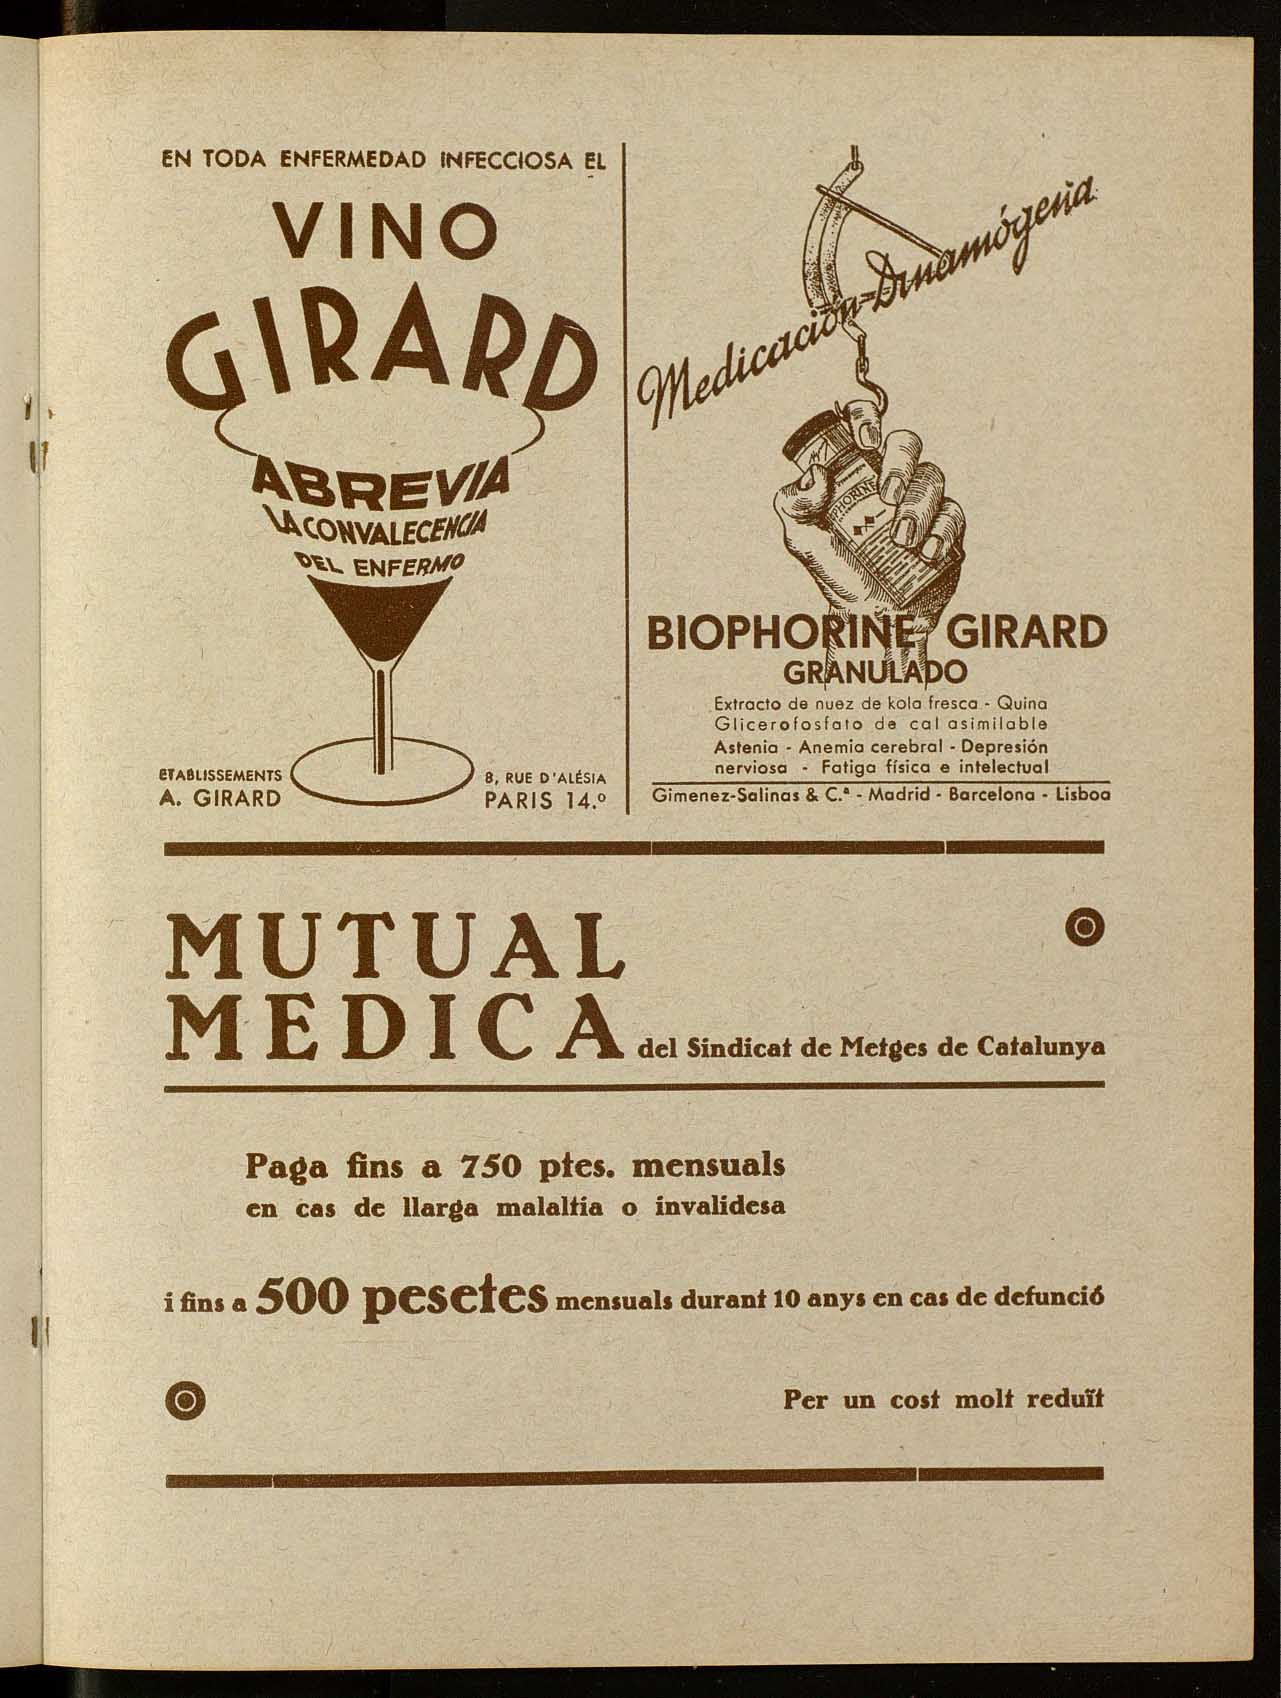 EN TODA ENFERMEDAD INFECCIOSA EL
VINO
GIRARD
ABREVIA
LA CONVALECENCIA
DEL ENFERMO
ETABLISSEMENTS
A. GIRARD
8, RUE D'ALÉSIA
PARIS 14.º
Medicación-Dinamógena
PHORINE
BIOPHORINE GIRARD
GRANULADO
Extracto de nuez de kola fresca - Quina
Glicerofosfato de cal asimilable
Astenia - Anemia cerebral - Depresión
nerviosa - Fatiga física e intelectual
Gimenez-Salinas & C.ª - Madrid - Barcelona - Lisboa
MUTUAL
MEDICA del Sindicat de Metges de Catalunya
Paga fins a 750 ptes. mensuals
en cas de llarga malaltia o invalidesa
i fins a 500 pesetes mensuals durant 10 anys en cas de defunció
Per un cost molt reduït